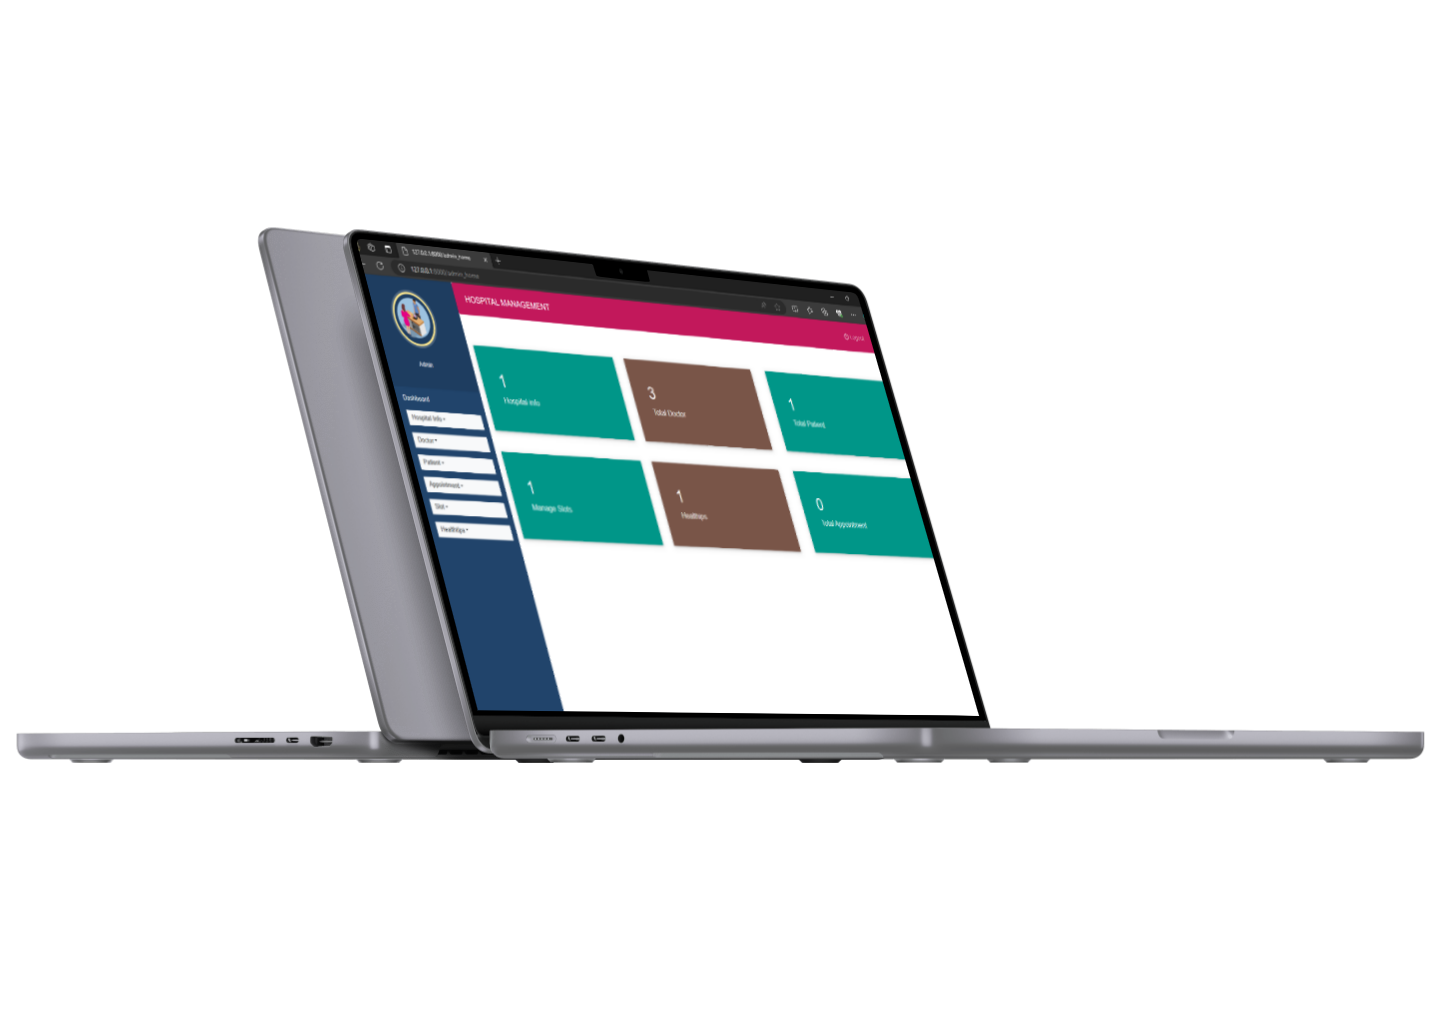 127.0.0.1:8000/admin_home
127.0.0.1:8000/admin_home
HOSPITAL MANAGEMENT
Logout
Admin
Dashboard
Hospital Info
Doctor
Patient
Appointment
Slot
Healthtips
1
Hospital info
3
Total Doctor
1
Total Patient
1
Manage Slots
1
Healthtips
0
Total Appointment